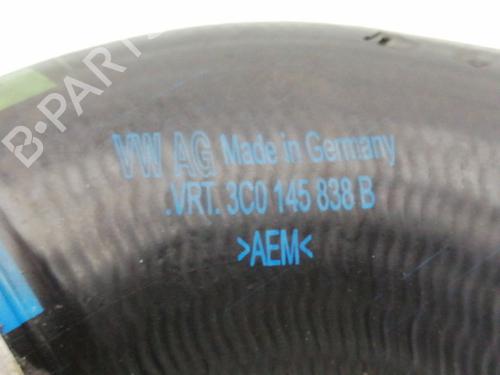 B-PARTS
VW AG Made in Germany
.VRT. 3C0 145 838 B
>AEM<